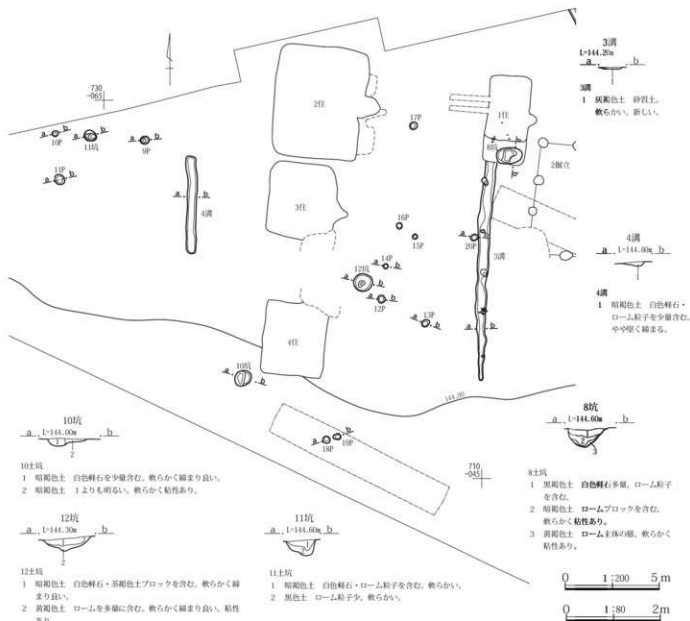 3溝
L=144.20m
a b
1
3溝
1 灰褐色土 砂質土。
軟らかい。新しい。
730
-065
2住
1住
17P
10P
11坑
9P
11P
a b
4溝
3住
8坑
2掘立
16P
15P
20P
3溝
14P
12坑
12P
13P
4住
10坑
144.00
18P 19P
710
-045
4溝
a L=144.60m b
1
4溝
1 暗褐色土 白色軽石・
ローム粒子を少量含む。
やや堅く締まる。
10坑
a L=144.00m b
1
2
10土坑
1 暗褐色土 白色軽石を少量含む。軟らかく締まり良い。
2 暗褐色土 1よりも明るい。軟らかく粘性あり。
12坑
a L=144.30m b
1
2
12土坑
1 暗褐色土 白色軽石・茶褐色土ブロックを含む。軟らかく締
まり良い。
2 黄褐色土 ロームを多量に含む。軟らかく締まり良い。粘性
あり。
11坑
a L=144.60m b
1
2
11土坑
1 暗褐色土 白色軽石・ローム粒子を含む。軟らかい。
2 黒色土 ローム粒子少。軟らかい。
8坑
a L=144.60m b
1
2
3
8土坑
1 黒褐色土 白色軽石多量、ローム粒子
を含む。
2 暗褐色土 ロームブロックを含む。
軟らかく粘性あり。
3 黄褐色土 ローム主体の層。軟らかく
粘性あり。
0 1:200 5m
0 1:80 2m